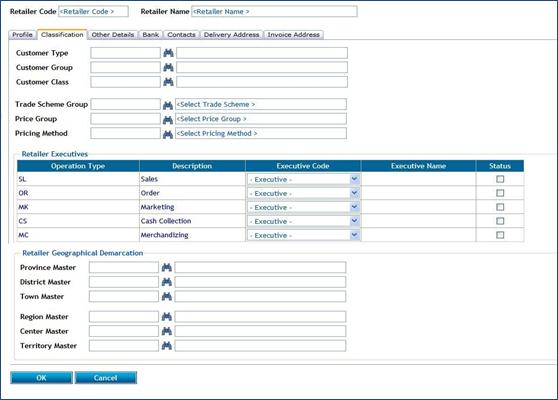 Retailer Code <Retailer Code > Retailer Name <Retailer Name >
Profile Classification Other Details Bank Contacts Delivery Address Invoice Address
Customer Type
Customer Group
Customer Class
Trade Scheme Group <Select Trade Scheme >
Price Group <Select Price Group >
Pricing Method <Select Pricing Method >
Retailer Executives
Operation Type Description Executive Code Executive Name Status
SL Sales - Executive -
OR Order - Executive -
MK Marketing - Executive -
CS Cash Collection - Executive -
MC Merchandizing - Executive -
Retailer Geographical Demarcation
Province Master
District Master
Town Master
Region Master
Center Master
Territory Master
OK Cancel